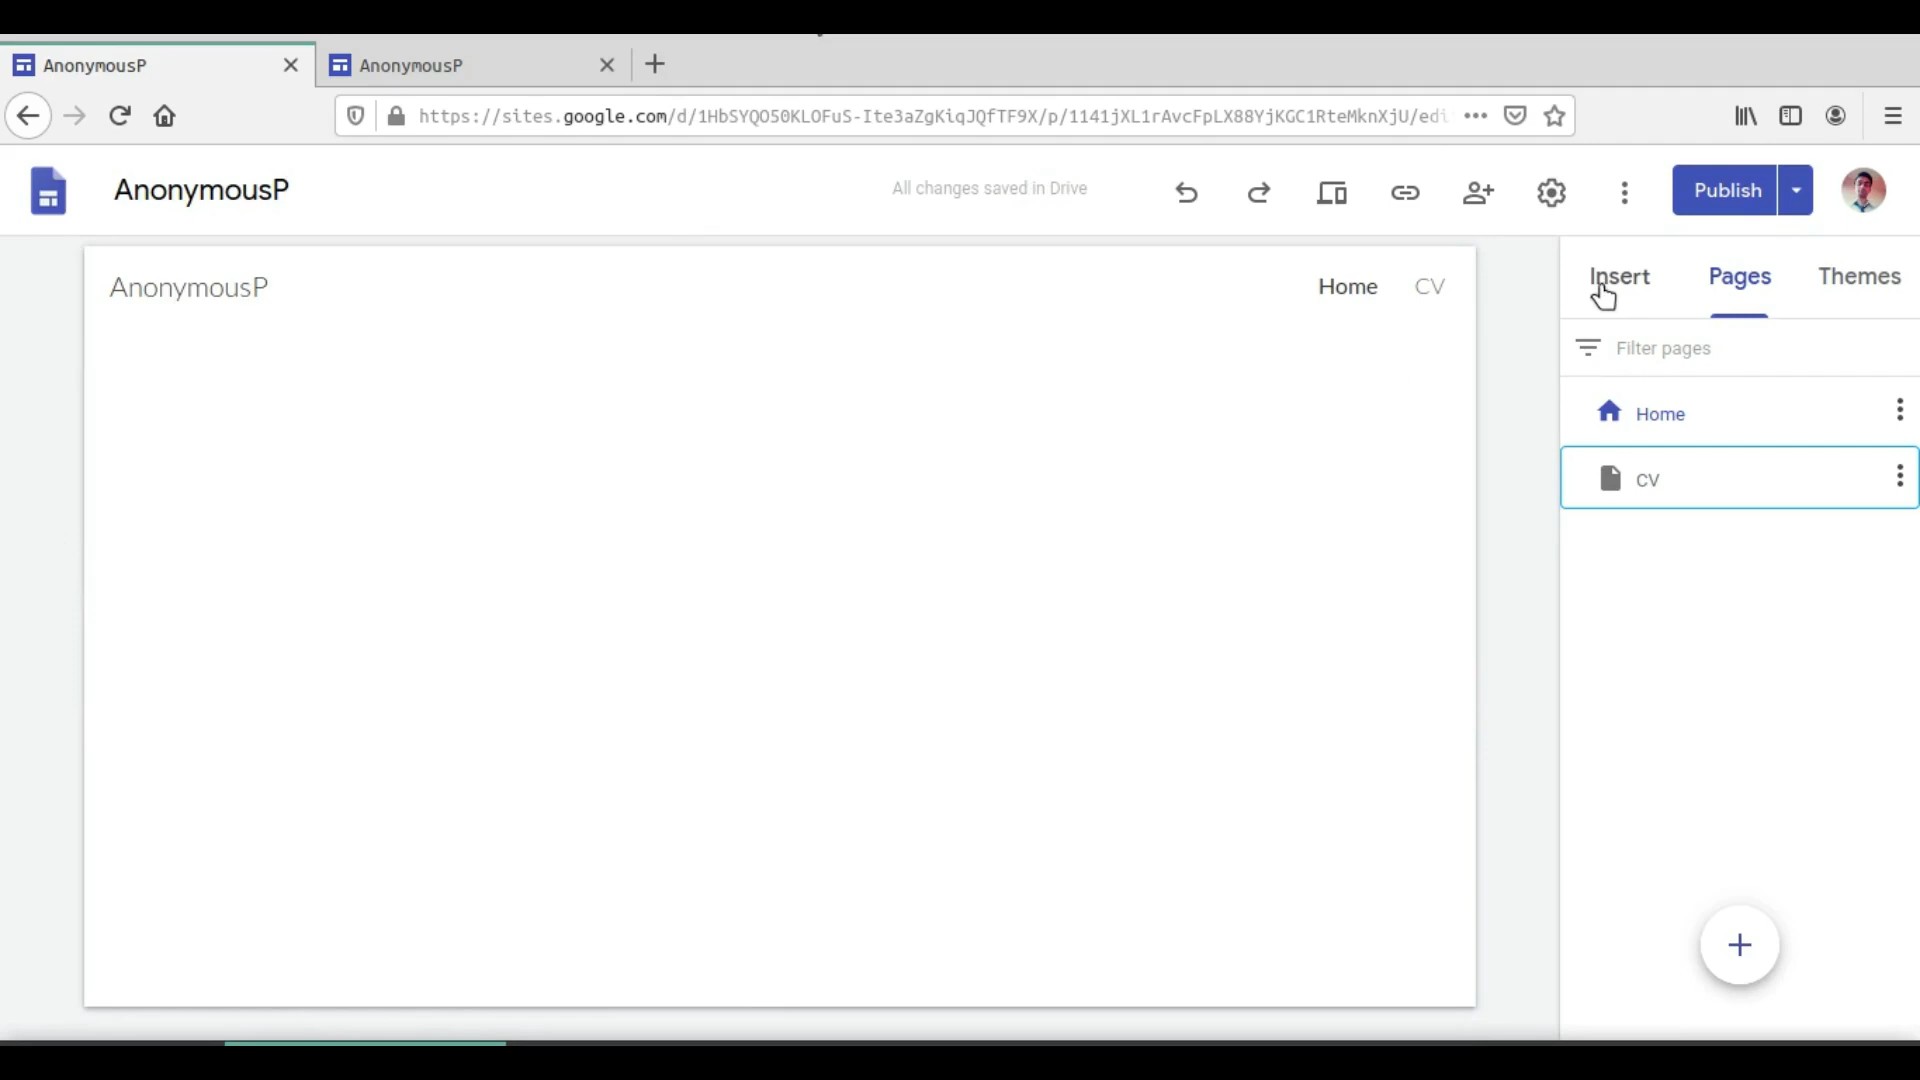 AnonymousP
AnonymousP
https://sites.google.com/d/1HbSYQO50KLOFuS-Ite3aZgKiqJQfTF9X/p/1141jXL1rAvcFpLX88YjKGC1RteMknXjU/edi
AnonymousP
All changes saved in Drive
Publish
AnonymousP
Home
CV
Insert
Pages
Themes
Filter pages
Home
CV